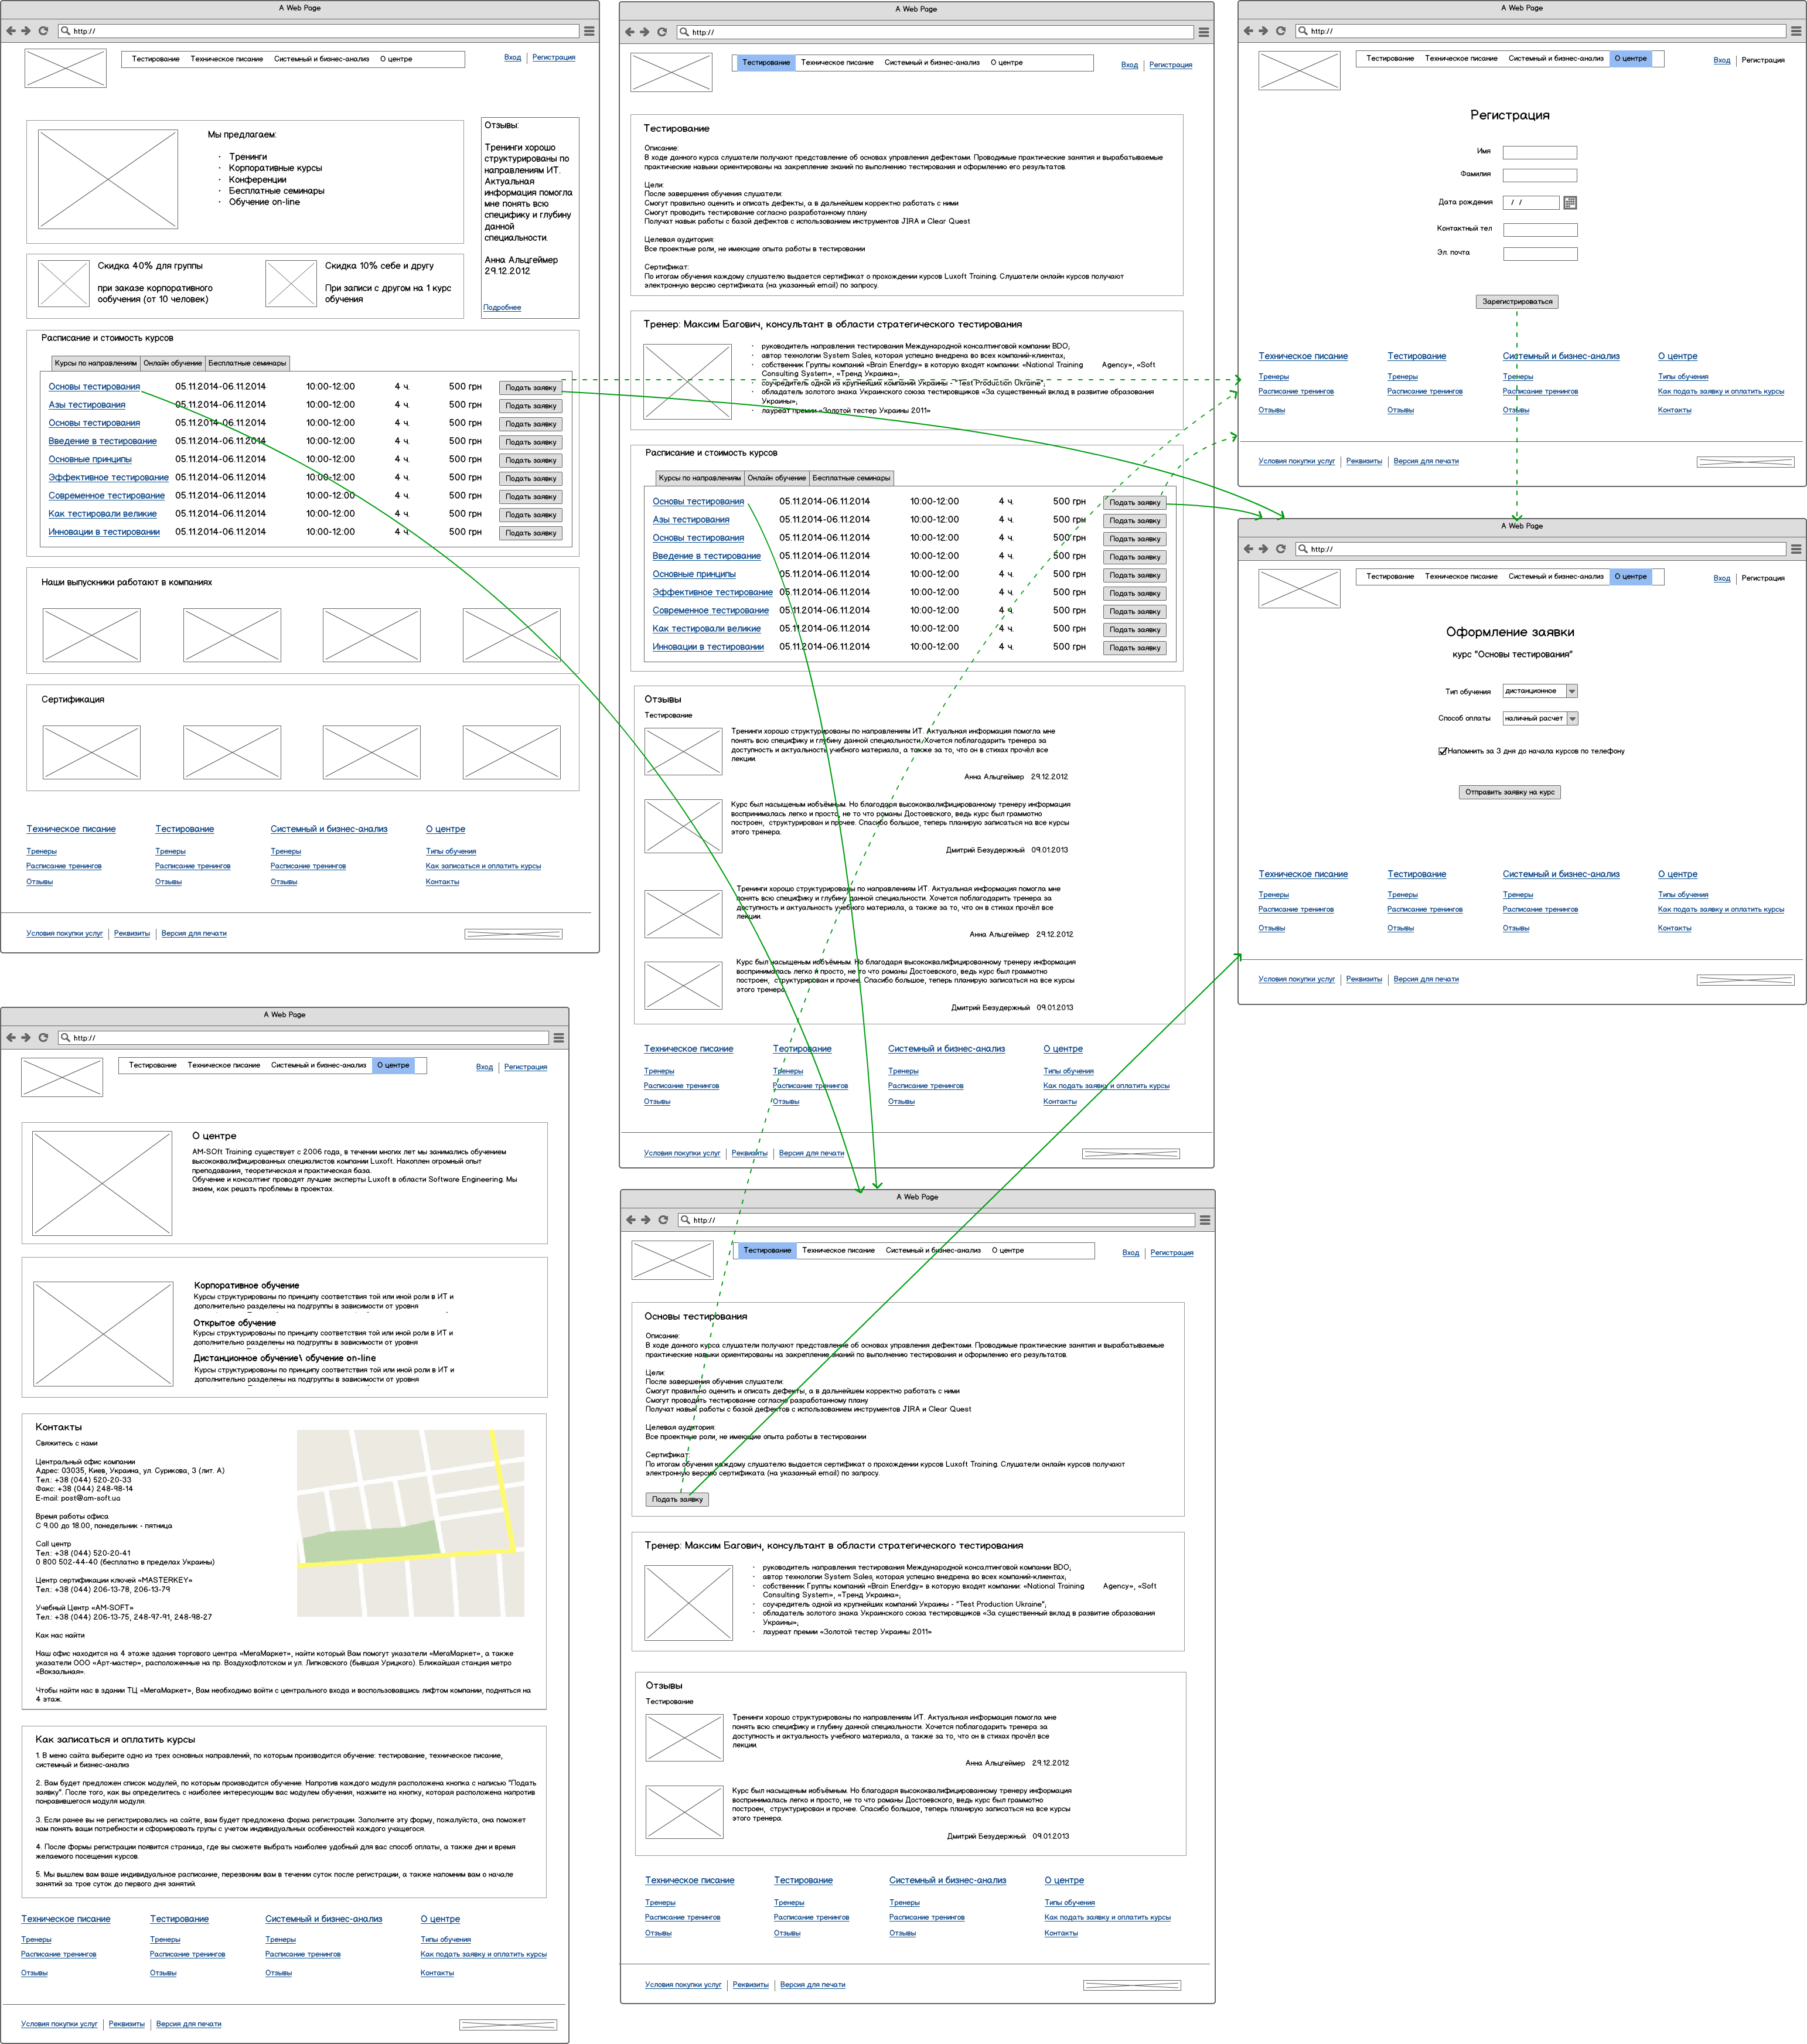 A Web Page
http://
Тестирование Техническое писание Системный и бизнес-анализ О центре
Вход Регистрация
Мы предлагаем:
· Тренинги
· Корпоративные курсы
· Конференции
· Бесплатные семинары
· Обучение on-line
Отзывы:
Тренинги хорошо
структурированы по
направлениям ИТ.
Актуальная
информация помогла
мне понять всю
специфику и глубину
данной
специальности.
Анна Альцгеймер
29.12.2012
Подробнее
Скидка 40% для группы
при заказе корпоративного
ообучения (от 10 человек)
Скидка 10% себе и другу
При записи с другом на 1 курс
обучения
Расписание и стоимость курсов
Курсы по направлениям Онлайн обучение Бесплатные семинары
Основы тестирования 05.11.2014-06.11.2014 10:00-12:00 4 ч. 500 грн Подать заявку
Азы тестирования 05.11.2014-06.11.2014 10:00-12:00 4 ч. 500 грн Подать заявку
Основы тестирования 05.11.2014-06.11.2014 10:00-12:00 4 ч. 500 грн Подать заявку
Введение в тестирование 05.11.2014-06.11.2014 10:00-12:00 4 ч. 500 грн Подать заявку
Основные принципы 05.11.2014-06.11.2014 10:00-12:00 4 ч. 500 грн Подать заявку
Эффективное тестирование 05.11.2014-06.11.2014 10:00-12:00 4 ч. 500 грн Подать заявку
Современное тестирование 05.11.2014-06.11.2014 10:00-12:00 4 ч. 500 грн Подать заявку
Как тестировали великие 05.11.2014-06.11.2014 10:00-12:00 4 ч. 500 грн Подать заявку
Инновации в тестировании 05.11.2014-06.11.2014 10:00-12:00 4 ч. 500 грн Подать заявку
Наши выпускники работают в компаниях
Сертификация
Техническое писание Тестирование Системный и бизнес-анализ О центре
Тренеры Тренеры Тренеры Типы обучения
Расписание тренингов Расписание тренингов Расписание тренингов Как записаться и оплатить курсы
Отзывы Отзывы Отзывы Контакты
Условия покупки услуг Реквизиты Версия для печати
A Web Page
http://
Тестирование Техническое писание Системный и бизнес-анализ О центре
Вход Регистрация
О центре
AM-SOft Training существует с 2006 года, в течении многих лет мы занимались обучением
высококвалифицированных специалистов компании Luxoft. Накоплен огромный опыт
преподавания, теоретическая и практическая база.
Обучение и консалтинг проводят лучшие эксперты Luxoft в области Software Engineering. Мы
знаем, как решать проблемы в проектах.
Корпоративное обучение
Курсы структурированы по принципу соответствия той или иной роли в ИТ и
дополнительно разделены на подгруппы в зависимости от уровня
Открытое обучение
Курсы структурированы по принципу соответствия той или иной роли в ИТ и
дополнительно разделены на подгруппы в зависимости от уровня
Дистанционное обучение\ обучение on-line
Курсы структурированы по принципу соответствия той или иной роли в ИТ и
дополнительно разделены на подгруппы в зависимости от уровня
Контакты
Свяжитесь с нами
Центральный офис компании
Адрес: 03035, Киев, Украина, ул. Сурикова, 3 (лит. А)
Тел.: +38 (044) 520-20-33
Факс: +38 (044) 248-98-14
E-mail: post@am-soft.ua
Время работы офиса
С 9.00 до 18.00, понедельник - пятница
Call центр
Тел.: +38 (044) 520-20-41
0 800 502-44-40 (бесплатно в пределах Украины)
Центр сертификации ключей «MASTERKEY»
Тел.: +38 (044) 206-13-78, 206-13-79
Учебный Центр «AM-SOFT»
Тел.: +38 (044) 206-13-75, 248-97-91, 248-98-27
Как нас найти
Наш офис находится на 4 этаже здания торгового центра «МегаМаркет», найти который Вам помогут указатели «МегаМаркет», а также
указатели ООО «Арт-мастер», расположенные на пр. Воздухофлотском и ул. Липковского (бывшая Урицкого). Ближайшая станция метро
«Вокзальная».
Чтобы найти нас в здании ТЦ «МегаМаркет», Вам необходимо войти с центрального входа и воспользовавшись лифтом компании, подняться на
4 этаж.
Как записаться и оплатить курсы
1. В меню сайта выберите одно из трех основных направлений, по которым производится обучение: тестирование, техническое писание,
системный и бизнес-анализ
2. Вам будет предложен список модулей, по которым производится обучение. Напротив каждого модуля расположена кнопка с написью "Подать
заявку". После того, как вы определитесь с наиболее интересующим вас модулем обучения, нажмите на кнопку, которая расположена напротив
понравившегося модуля модуля.
3. Если ранее вы не регистрировались на сайте, вам будет предложена форма регистрации. Заполните эту форму, пожалуйста, она поможет
нам понять ваши потребности и сформировать групы с учетом индивидуальных особенностей каждого учащегося.
4. После формы регистрации появится страница, где вы сможете выбрать наиболее удобный для вас способ оплаты, а также дни и время
желаемого посещения курсов.
5. Мы вышлем вам ваше индивидуальное расписание, перезвоним вам в течении суток после регистрации, а также напомним вам о начале
занятий за трое суток до первого дня занятий.
Техническое писание Тестирование Системный и бизнес-анализ О центре
Тренеры Тренеры Тренеры Типы обучения
Расписание тренингов Расписание тренингов Расписание тренингов Как подать заявку и оплатить курсы
Отзывы Отзывы Отзывы Контакты
Условия покупки услуг Реквизиты Версия для печати
A Web Page
http://
Тестирование Техническое писание Системный и бизнес-анализ О центре
Вход Регистрация
Тестирование
Описание:
В ходе данного курса слушатели получают представление об основах управления дефектами. Проводимые практические занятия и вырабатываемые
практические навыки ориентированы на закрепление знаний по выполнению тестирования и оформлению его результатов.
Цели:
После завершения обучения слушатели:
Смогут правильно оценить и описать дефекты, а в дальнейшем корректно работать с ними
Смогут проводить тестирование согласно разработанному плану
Получат навык работы с базой дефектов с использованием инструментов JIRA и Clear Quest
Целевая аудитория:
Все проектные роли, не имеющие опыта работы в тестировании
Сертификат:
По итогам обучения каждому слушателю выдается сертификат о прохождении курсов Luxoft Training. Слушатели онлайн курсов получают
электронную версию сертификата (на указанный email) по запросу.
Тренер: Максим Багович, консультант в области стратегического тестирования
· руководитель направления тестирования Международной консалтинговой компании BDO;
· автор технологии System Sales, которая успешно внедрена во всех компаний-клиентах;
· собственник Группы компаний «Brain Enerdgy» в которую входят компании: «National Training Agency», «Soft
Consulting System», «Тренд Украина»;
· соучредитель одной из крупнейших компаний Украины - "Test Production Ukraine";
· обладатель золотого знака Украинского союза тестировщиков «За существенный вклад в развитие образования
Украины»;
· лауреат премии «Золотой тестер Украины 2011»
Расписание и стоимость курсов
Курсы по направлениям Онлайн обучение Бесплатные семинары
Основы тестирования 05.11.2014-06.11.2014 10:00-12:00 4 ч. 500 грн Подать заявку
Азы тестирования 05.11.2014-06.11.2014 10:00-12:00 4 ч. 500 грн Подать заявку
Основы тестирования 05.11.2014-06.11.2014 10:00-12:00 4 ч. 500 грн Подать заявку
Введение в тестирование 05.11.2014-06.11.2014 10:00-12:00 4 ч. 500 грн Подать заявку
Основные принципы 05.11.2014-06.11.2014 10:00-12:00 4 ч. 500 грн Подать заявку
Эффективное тестирование 05.11.2014-06.11.2014 10:00-12:00 4 ч. 500 грн Подать заявку
Современное тестирование 05.11.2014-06.11.2014 10:00-12:00 4 ч. 500 грн Подать заявку
Как тестировали великие 05.11.2014-06.11.2014 10:00-12:00 4 ч. 500 грн Подать заявку
Инновации в тестировании 05.11.2014-06.11.2014 10:00-12:00 4 ч. 500 грн Подать заявку
Отзывы
Тестирование
Тренинги хорошо структурированы по направлениям ИТ. Актуальная информация помогла мне
понять всю специфику и глубину данной специальности. Хочется поблагодарить тренера за
доступность и актуальность учебного материала, а также за то, что он в стихах прочёл все
лекции.
Анна Альцгеймер 29.12.2012
Курс был насыщеным иобъёмным. Но благодаря высококвалифицированному тренеру информация
воспринималась легко и просто, не то что романы Достоевского, ведь курс был граммотно
построен, структурирован и прочее. Спасибо большое, теперь планирую записаться на все курсы
этого тренера.
Дмитрий Безудержный 09.01.2013
Тренинги хорошо структурированы по направлениям ИТ. Актуальная информация помогла мне
понять всю специфику и глубину данной специальности. Хочется поблагодарить тренера за
доступность и актуальность учебного материала, а также за то, что он в стихах прочёл все
лекции.
Анна Альцгеймер 29.12.2012
Курс был насыщеным иобъёмным. Но благодаря высококвалифицированному тренеру информация
воспринималась легко и просто, не то что романы Достоевского, ведь курс был граммотно
построен, структурирован и прочее. Спасибо большое, теперь планирую записаться на все курсы
этого тренера.
Дмитрий Безудержный 09.01.2013
Техническое писание Тестирование Системный и бизнес-анализ О центре
Тренеры Тренеры Тренеры Типы обучения
Расписание тренингов Расписание тренингов Расписание тренингов Как подать заявку и оплатить курсы
Отзывы Отзывы Отзывы Контакты
Условия покупки услуг Реквизиты Версия для печати
A Web Page
http://
Тестирование Техническое писание Системный и бизнес-анализ О центре
Вход Регистрация
Основы тестирования
Описание:
В ходе данного курса слушатели получают представление об основах управления дефектами. Проводимые практические занятия и вырабатываемые
практические навыки ориентированы на закрепление знаний по выполнению тестирования и оформлению его результатов.
Цели:
После завершения обучения слушатели:
Смогут правильно оценить и описать дефекты, а в дальнейшем корректно работать с ними
Смогут проводить тестирование согласно разработанному плану
Получат навык работы с базой дефектов с использованием инструментов JIRA и Clear Quest
Целевая аудитория:
Все проектные роли, не имеющие опыта работы в тестировании
Сертификат:
По итогам обучения каждому слушателю выдается сертификат о прохождении курсов Luxoft Training. Слушатели онлайн курсов получают
электронную версию сертификата (на указанный email) по запросу.
Подать заявку
Тренер: Максим Багович, консультант в области стратегического тестирования
· руководитель направления тестирования Международной консалтинговой компании BDO;
· автор технологии System Sales, которая успешно внедрена во всех компаний-клиентах;
· собственник Группы компаний «Brain Enerdgy» в которую входят компании: «National Training Agency», «Soft
Consulting System», «Тренд Украина»;
· соучредитель одной из крупнейших компаний Украины - "Test Production Ukraine";
· обладатель золотого знака Украинского союза тестировщиков «За существенный вклад в развитие образования
Украины»;
· лауреат премии «Золотой тестер Украины 2011»
Отзывы
Тестирование
Тренинги хорошо структурированы по направлениям ИТ. Актуальная информация помогла мне
понять всю специфику и глубину данной специальности. Хочется поблагодарить тренера за
доступность и актуальность учебного материала, а также за то, что он в стихах прочёл все
лекции.
Анна Альцгеймер 29.12.2012
Курс был насыщеным иобъёмным. Но благодаря высококвалифицированному тренеру информация
воспринималась легко и просто, не то что романы Достоевского, ведь курс был граммотно
построен, структурирован и прочее. Спасибо большое, теперь планирую записаться на все курсы
этого тренера.
Дмитрий Безудержный 09.01.2013
Техническое писание Тестирование Системный и бизнес-анализ О центре
Тренеры Тренеры Тренеры Типы обучения
Расписание тренингов Расписание тренингов Расписание тренингов Как подать заявку и оплатить курсы
Отзывы Отзывы Отзывы Контакты
Условия покупки услуг Реквизиты Версия для печати
A Web Page
http://
Тестирование Техническое писание Системный и бизнес-анализ О центре
Вход Регистрация
Регистрация
Имя
Фамилия
Дата рождения / /
Контактный тел
Эл. почта
Зарегистрироваться
Техническое писание Тестирование Системный и бизнес-анализ О центре
Тренеры Тренеры Тренеры Типы обучения
Расписание тренингов Расписание тренингов Расписание тренингов Как подать заявку и оплатить курсы
Отзывы Отзывы Отзывы Контакты
Условия покупки услуг Реквизиты Версия для печати
A Web Page
http://
Тестирование Техническое писание Системный и бизнес-анализ О центре
Вход Регистрация
Оформление заявки
курс "Основы тестирования"
Тип обучения дистанционное
Способ оплаты наличный расчет
Напомнить за 3 дня до начала курсов по телефону
Отправить заявку на курс
Техническое писание Тестирование Системный и бизнес-анализ О центре
Тренеры Тренеры Тренеры Типы обучения
Расписание тренингов Расписание тренингов Расписание тренингов Как подать заявку и оплатить курсы
Отзывы Отзывы Отзывы Контакты
Условия покупки услуг Реквизиты Версия для печати